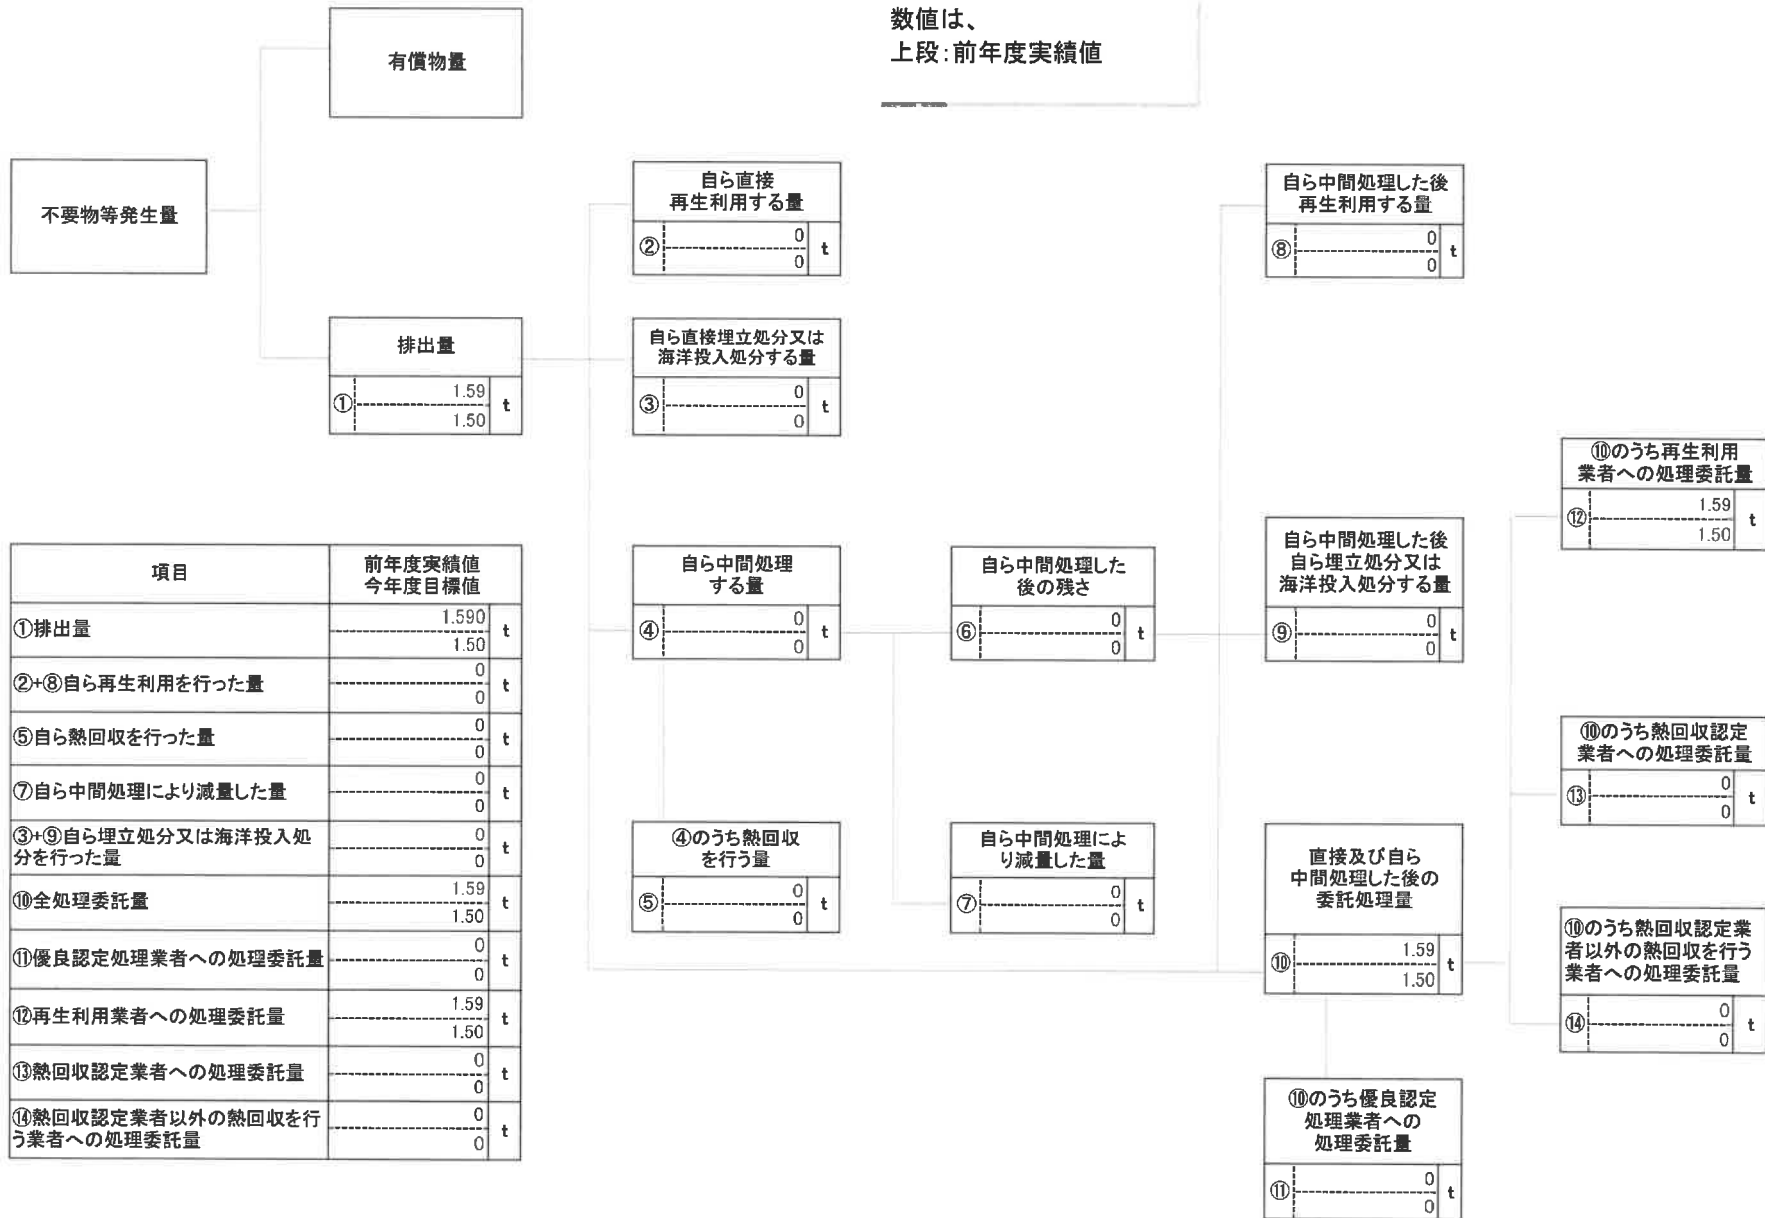 数値は、
上段:前年度実績値
有償物量
不要物等発生量
排出量
① 1.59 t
1.50
自ら直接
再生利用する量
② 0 t
0
自ら直接埋立処分又は
海洋投入処分する量
③ 0 t
0
自ら中間処理
する量
④ 0 t
0
④のうち熱回収
を行う量
⑤ 0 t
0
自ら中間処理した
後の残さ
⑥ 0 t
0
自ら中間処理によ
り減量した量
⑦ 0 t
0
自ら中間処理した後
再生利用する量
⑧ 0 t
0
自ら中間処理した後
自ら埋立処分又は
海洋投入処分する量
⑨ 0 t
0
直接及び自ら
中間処理した後の
委託処理量
⑩ 1.59 t
1.50
⑩のうち優良認定
処理業者への
処理委託量
⑪ 0 t
0
⑩のうち再生利用
業者への処理委託量
⑫ 1.59 t
1.50
⑩のうち熱回収認定
業者への処理委託量
⑬ 0 t
0
⑩のうち熱回収認定業
者以外の熱回収を行う
業者への処理委託量
⑭ 0 t
0
項目 前年度実績値
今年度目標値
①排出量 1.590 t
1.50
②+⑧自ら再生利用を行った量 0 t
0
⑤自ら熱回収を行った量 0 t
0
⑦自ら中間処理により減量した量 0 t
0
③+⑨自ら埋立処分又は海洋投入処 0 t
分を行った量 0
⑩全処理委託量 1.59 t
1.50
⑪優良認定処理業者への処理委託量 0 t
0
⑫再生利用業者への処理委託量 1.59 t
1.50
⑬熱回収認定業者への処理委託量 0 t
0
⑭熱回収認定業者以外の熱回収を行 0 t
う業者への処理委託量 0